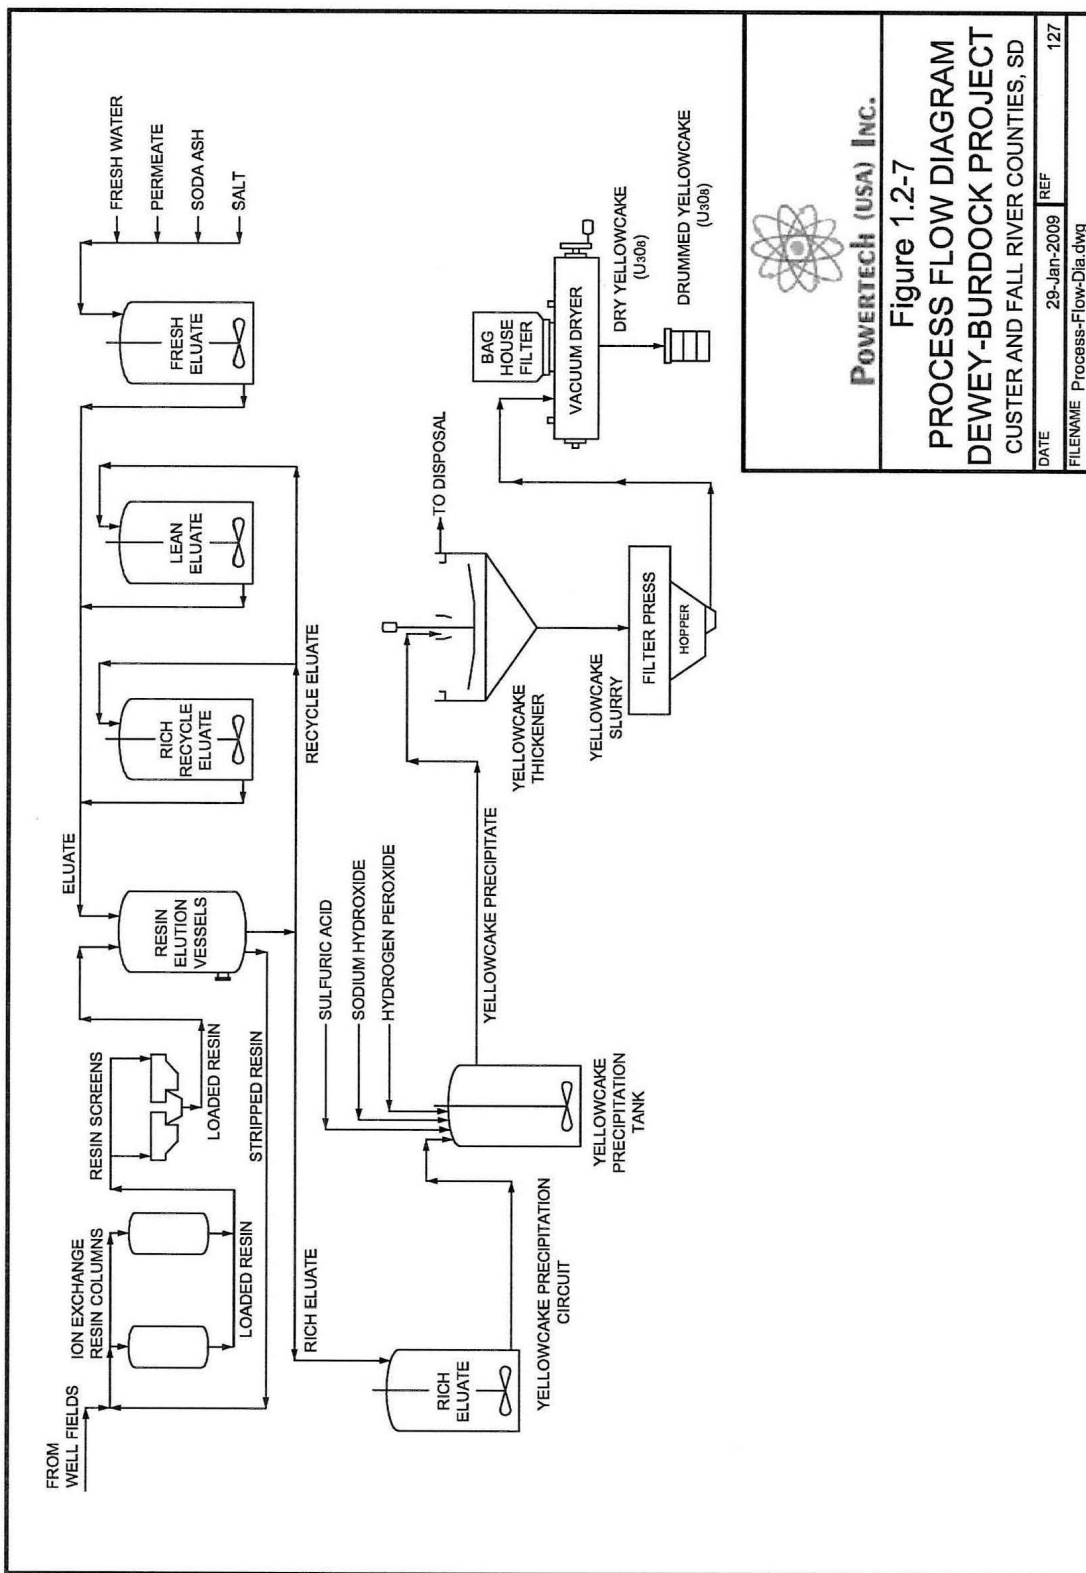 FROM
WELL FIELDS
ION EXCHANGE
RESIN COLUMNS
LOADED RESIN
RESIN SCREENS
LOADED RESIN
STRIPPED RESIN
RESIN
ELUTION
VESSELS
ELUATE
RICH
RECYCLE
ELUATE
LEAN
ELUATE
FRESH
ELUATE
FRESH WATER
PERMEATE
SODA ASH
SALT
RECYCLE ELUATE
RICH ELUATE
RICH
ELUATE
YELLOWCAKE PRECIPITATION
CIRCUIT
SULFURIC ACID
SODIUM HYDROXIDE
HYDROGEN PEROXIDE
YELLOWCAKE
PRECIPITATION
TANK
YELLOWCAKE PRECIPITATE
YELLOWCAKE
THICKENER
TO DISPOSAL
YELLOWCAKE
SLURRY
FILTER PRESS
HOPPER
BAG
HOUSE
FILTER
VACUUM DRYER
DRY YELLOWCAKE
(U3O8)
DRUMMED YELLOWCAKE
(U3O8)
POWERTECH (USA) INC.
Figure 1.2-7
PROCESS FLOW DIAGRAM
DEWEY-BURDOCK PROJECT
CUSTER AND FALL RIVER COUNTIES, SD
DATE 29-Jan-2009 REF 127
FILENAME Process-Flow-Dia.dwg